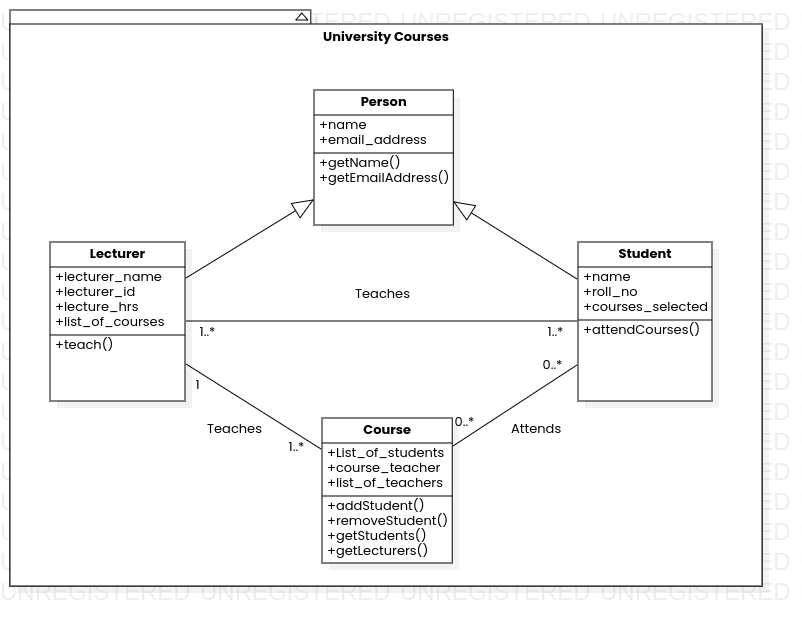 University Courses
Person
+name
+email_address
+getName()
+getEmailAddress()
Lecturer
+lecturer_name
+lecturer_id
+lecture_hrs
+list_of_courses
+teach()
Student
+name
+roll_no
+courses_selected
+attendCourses()
Teaches
1..*
1..*
1
Teaches
1..*
0..*
0..*
Attends
Course
+List_of_students
+course_teacher
+list_of_teachers
+addStudent()
+removeStudent()
+getStudents()
+getLecturers()
UNREGISTERED UNREGISTERED UNREGISTERED UNREGISTERED